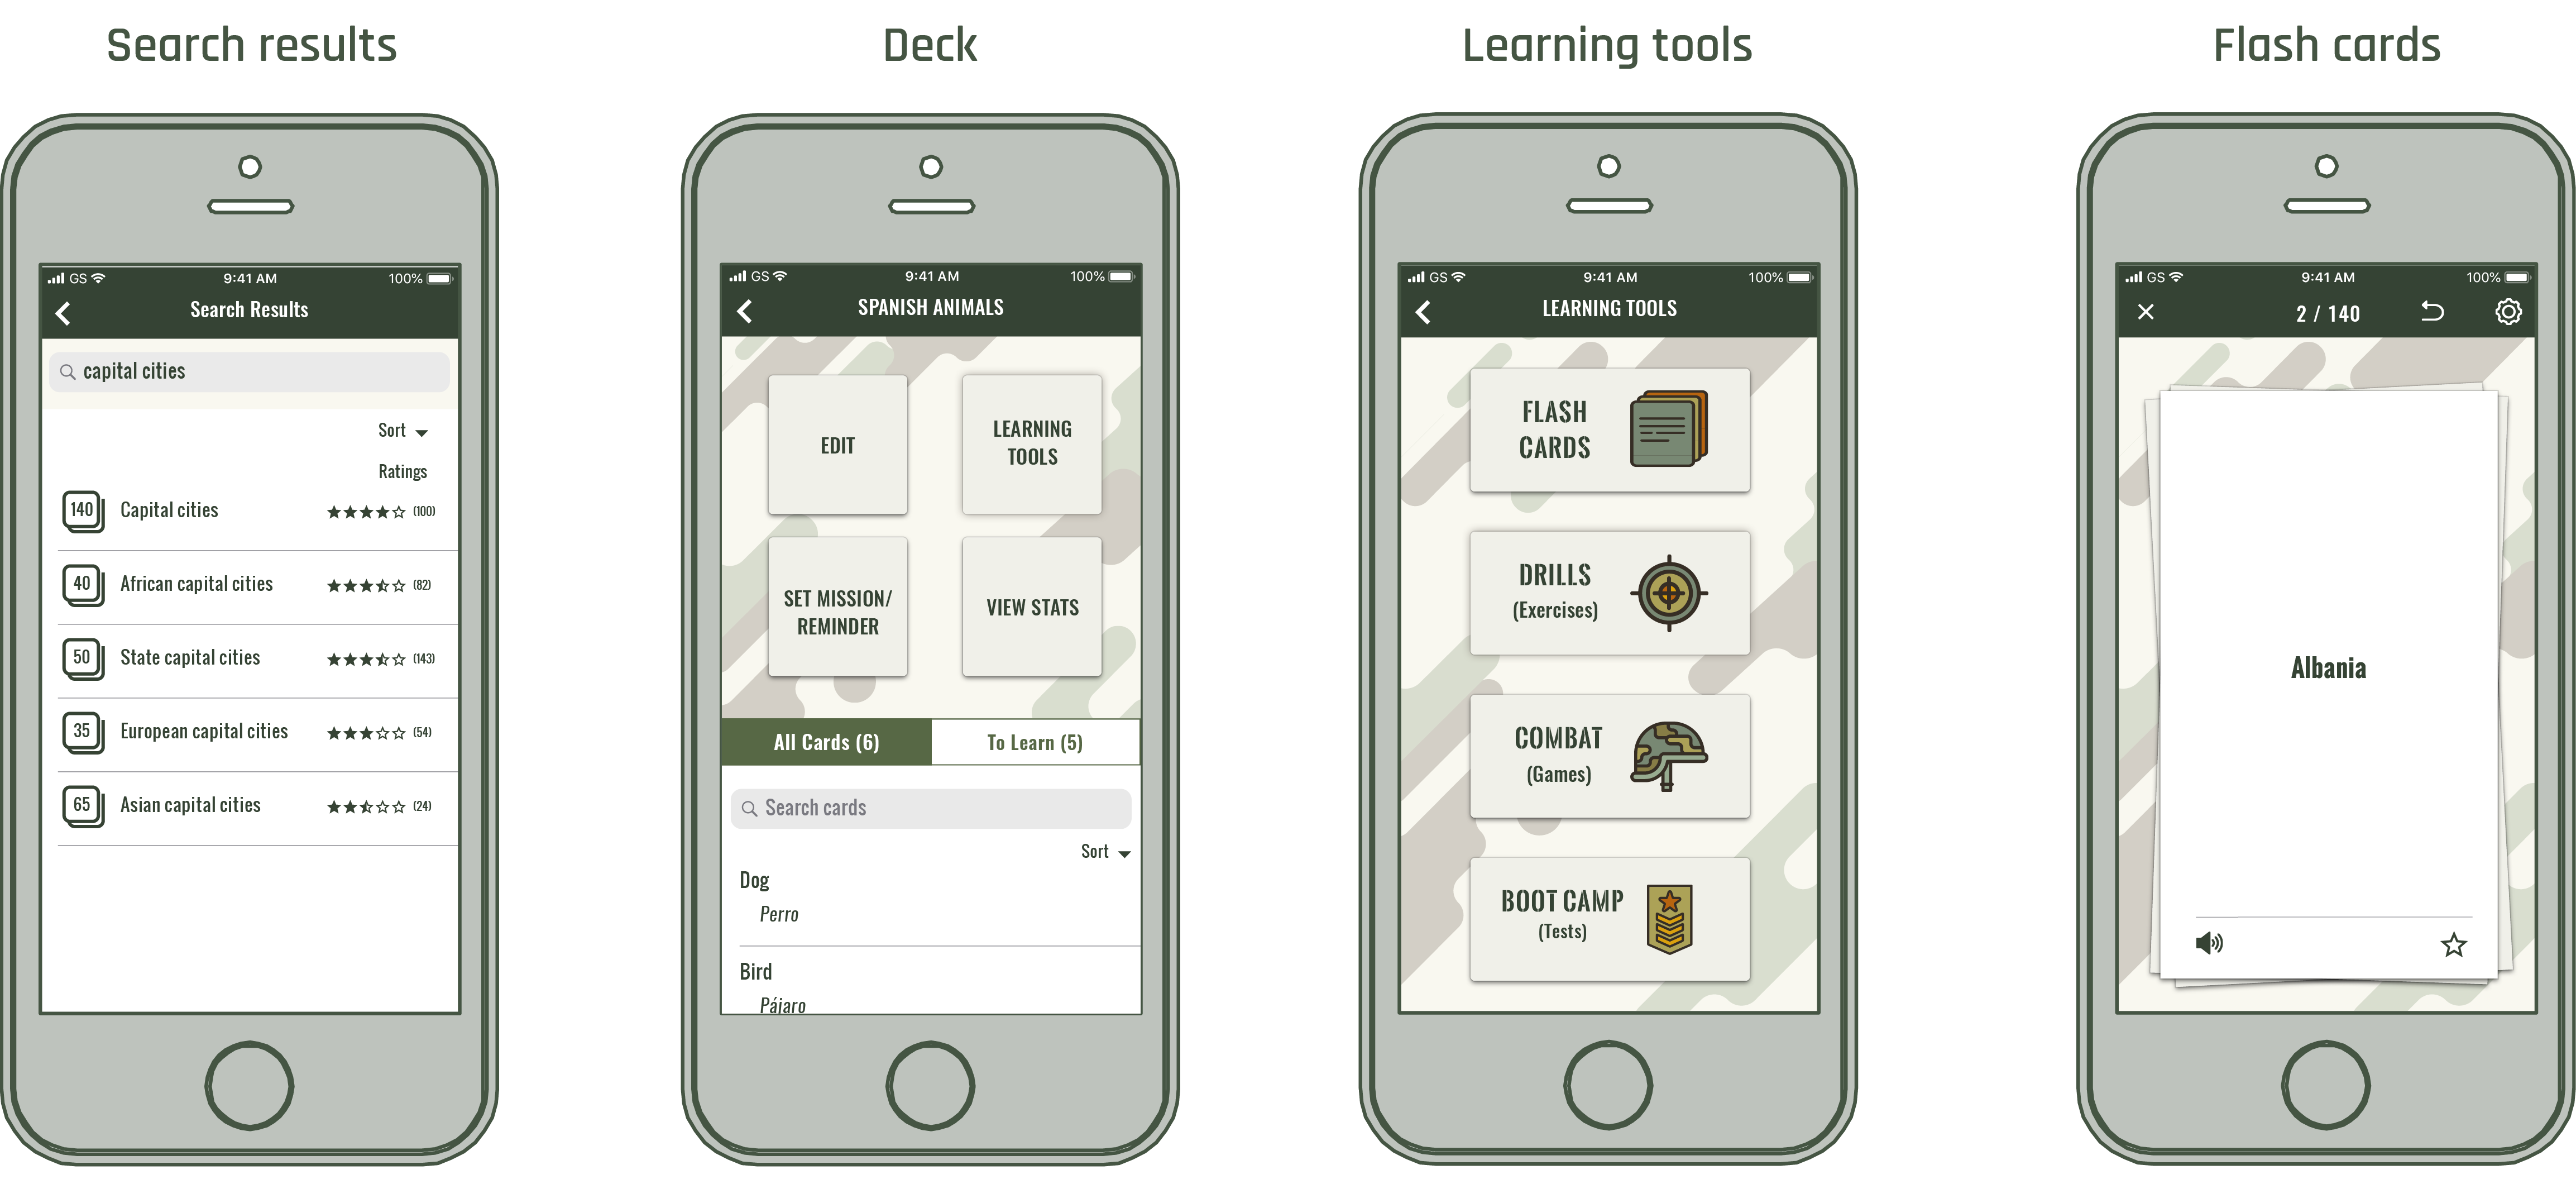 Search results
GS 9:41 AM 100%
Search Results
capital cities
Sort
Ratings
140 Capital cities (100)
40 African capital cities (82)
50 State capital cities (143)
35 European capital cities (54)
65 Asian capital cities (24)
Deck
GS 9:41 AM 100%
SPANISH ANIMALS
EDIT
LEARNING
TOOLS
SET MISSION/
REMINDER
VIEW STATS
All Cards (6) To Learn (5)
Search cards
Sort
Dog
Perro
Bird
Pájaro
Learning tools
GS 9:41 AM 100%
LEARNING TOOLS
FLASH
CARDS
DRILLS
(Exercises)
COMBAT
(Games)
BOOT CAMP
(Tests)
Flash cards
GS 9:41 AM 100%
2 / 140
Albania